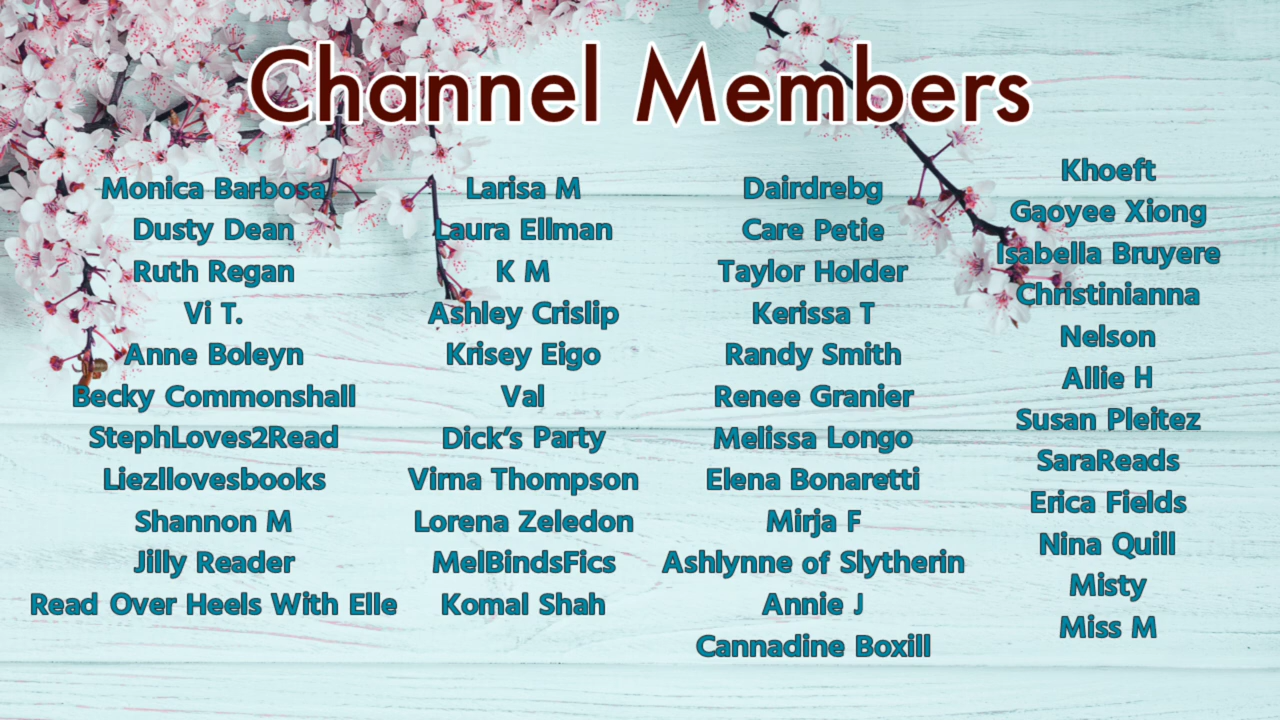 Channel Members
Monica Barbosa
Dusty Dean
Ruth Regan
Vi T.
Anne Boleyn
Becky Commonshall
StephLoves2Read
Liezllovesbooks
Shannon M
Jilly Reader
Read Over Heels With Elle
Larisa M
Laura Ellman
K M
Ashley Crislip
Krisey Eigo
Val
Dick's Party
Virna Thompson
Lorena Zeledon
MelBindsFics
Komal Shah
Dairdrebg
Care Petie
Taylor Holder
Kerissa T
Randy Smith
Renee Granier
Melissa Longo
Elena Bonaretti
Mirja F
Ashlynne of Slytherin
Annie J
Cannadine Boxill
Khoeft
Gaoyee Xiong
Isabella Bruyere
Christinianna
Nelson
Allie H
Susan Pleitez
SaraReads
Erica Fields
Nina Quill
Misty
Miss M